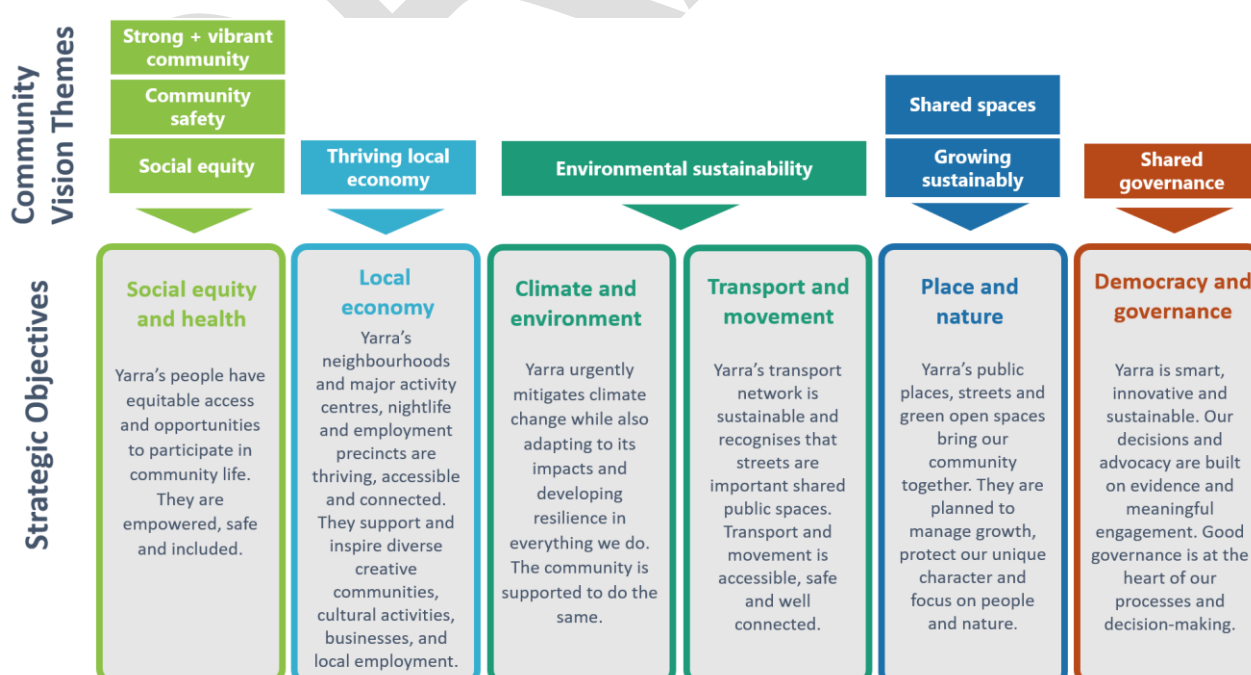 Community
Vision Themes
Strong + vibrant
community
Community
safety
Social equity
Thriving local
economy
Environmental sustainability
Shared spaces
Growing
sustainably
Shared
governance
Strategic Objectives
Social equity
and health
Yarra’s people have
equitable access
and opportunities
to participate in
community life.
They are
empowered, safe
and included.
Local
economy
Yarra’s
neighbourhoods
and major activity
centres, nightlife
and employment
precincts are
thriving, accessible
and connected.
They support and
inspire diverse
creative
communities,
cultural activities,
businesses, and
local employment.
Climate and
environment
Yarra urgently
mitigates climate
change while also
adapting to its
impacts and
developing
resilience in
everything we do.
The community is
supported to do the
same.
Transport and
movement
Yarra’s transport
network is
sustainable and
recognises that
streets are
important shared
public spaces.
Transport and
movement is
accessible, safe
and well
connected.
Place and
nature
Yarra’s public
places, streets and
green open spaces
bring our
community
together. They are
planned to
manage growth,
protect our unique
character and
focus on people
and nature.
Democracy and
governance
Yarra is smart,
innovative and
sustainable. Our
decisions and
advocacy are built
on evidence and
meaningful
engagement. Good
governance is at the
heart of our
processes and
decision-making.